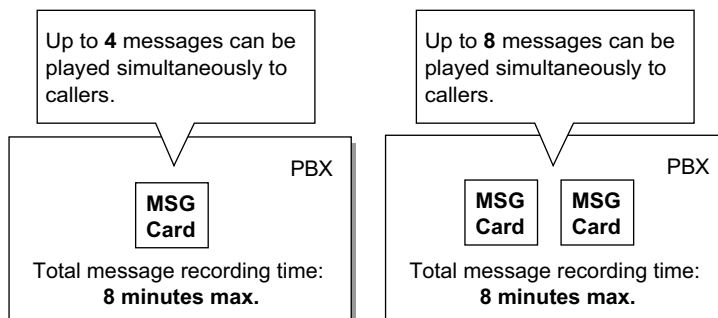 Up to 4 messages can be
played simultaneously to
callers.
PBX
MSG
Card
Total message recording time:
8 minutes max.
Up to 8 messages can be
played simultaneously to
callers.
PBX
MSG
Card
MSG
Card
Total message recording time:
8 minutes max.